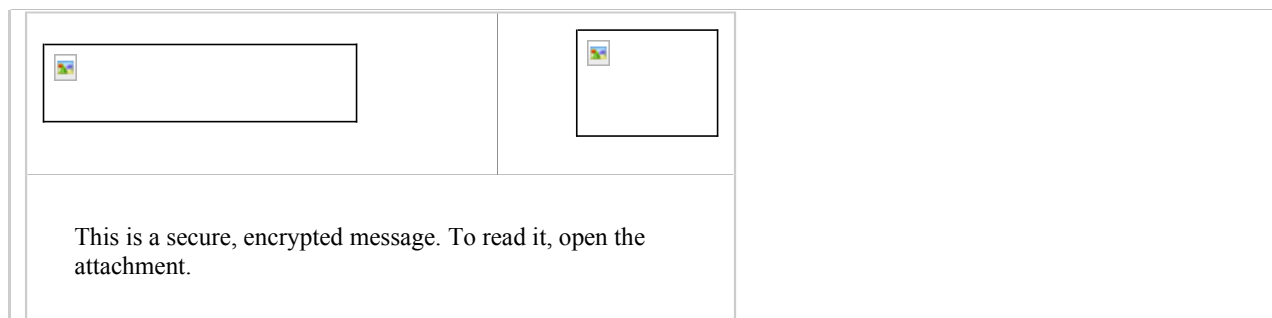 This is a secure, encrypted message. To read it, open the
attachment.